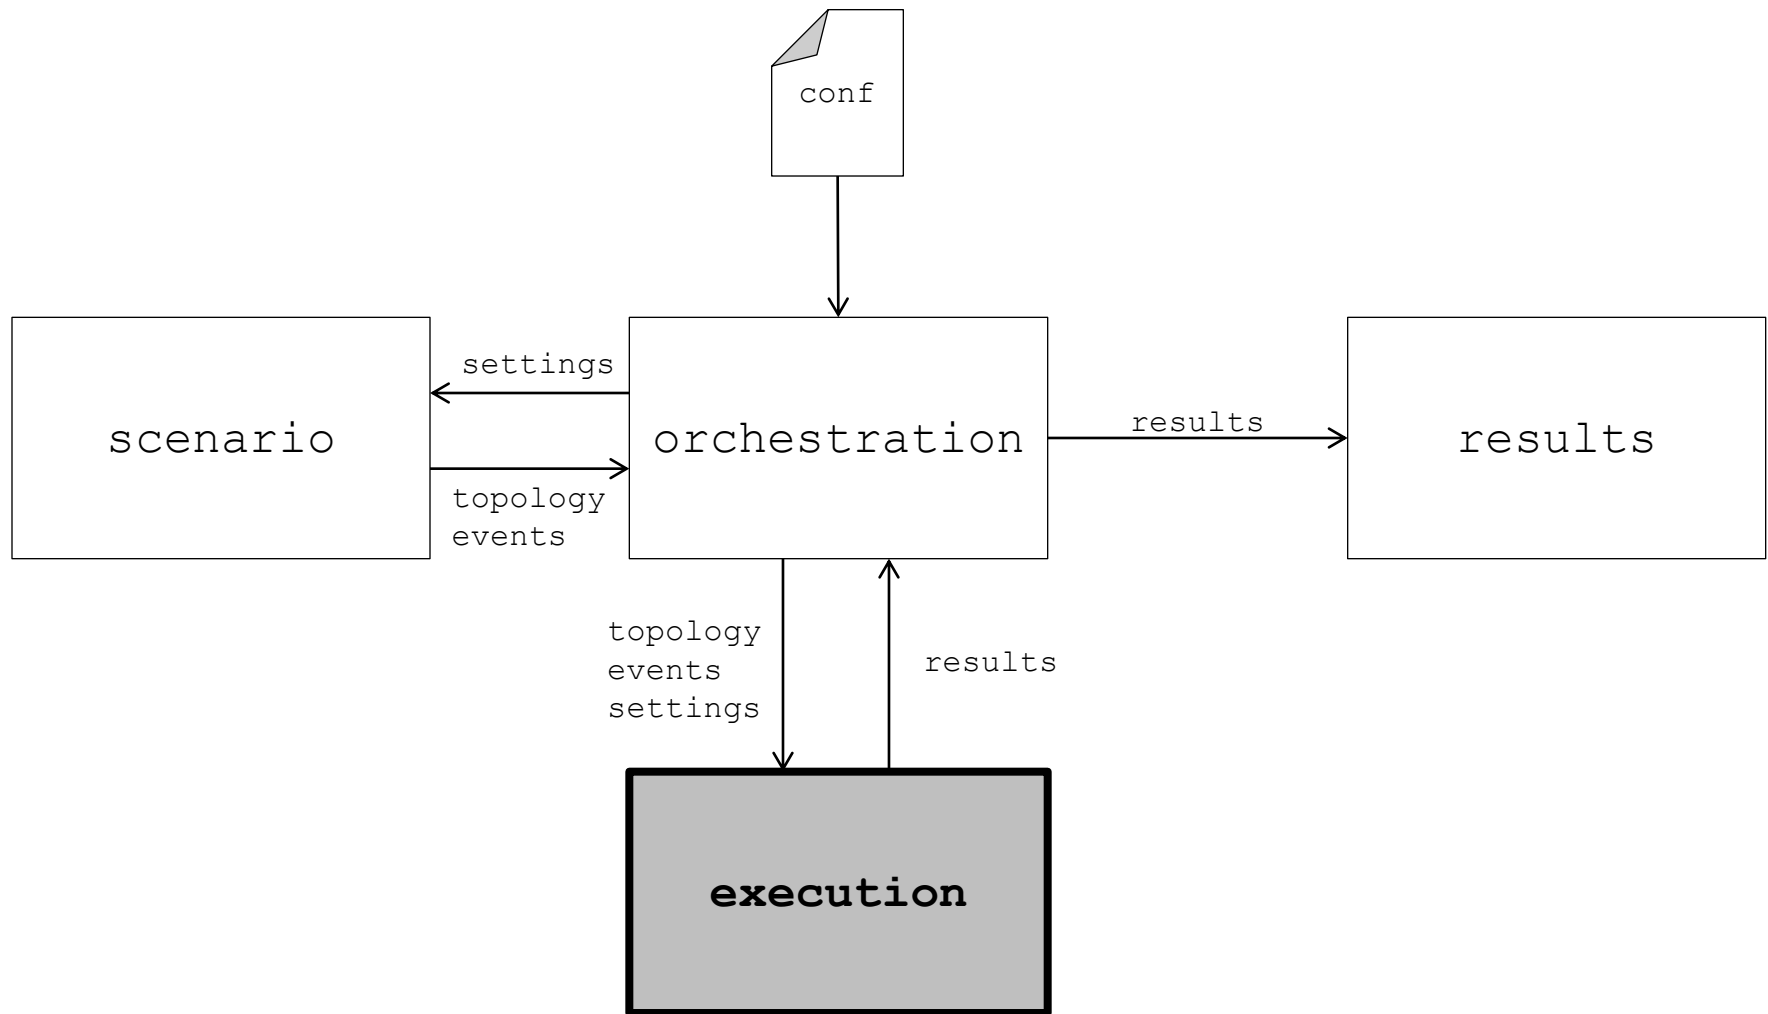 conf
settings
scenario
orchestration
results
results
topology
events
topology
events
settings
results
execution